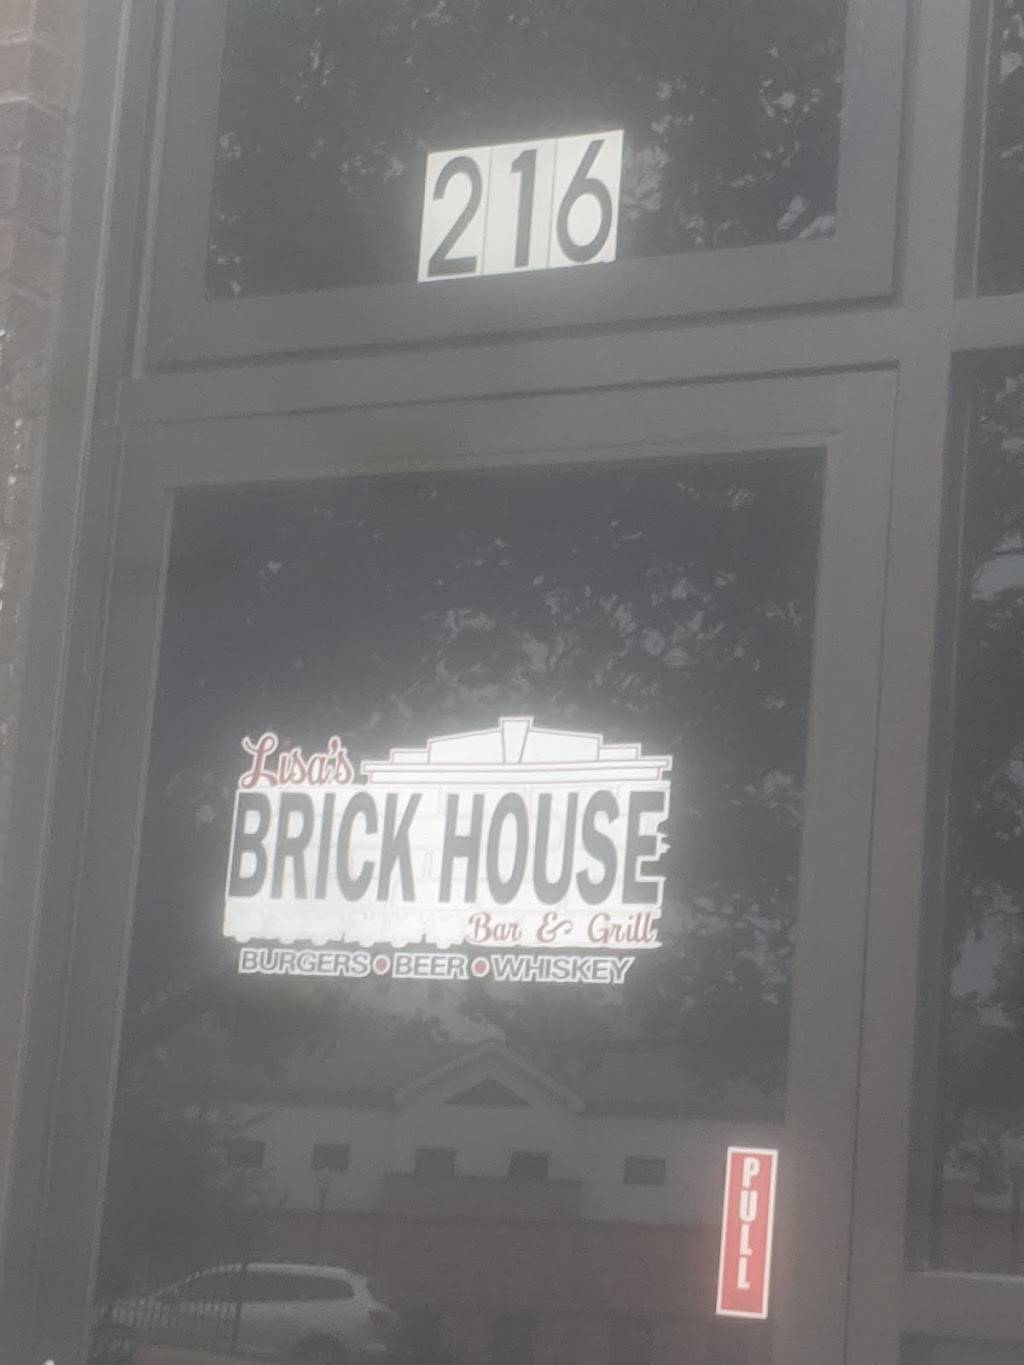 216
Lisa's
BRICK HOUSE
Bar & Grill
BURGERS • BEER • WHISKEY
PULL